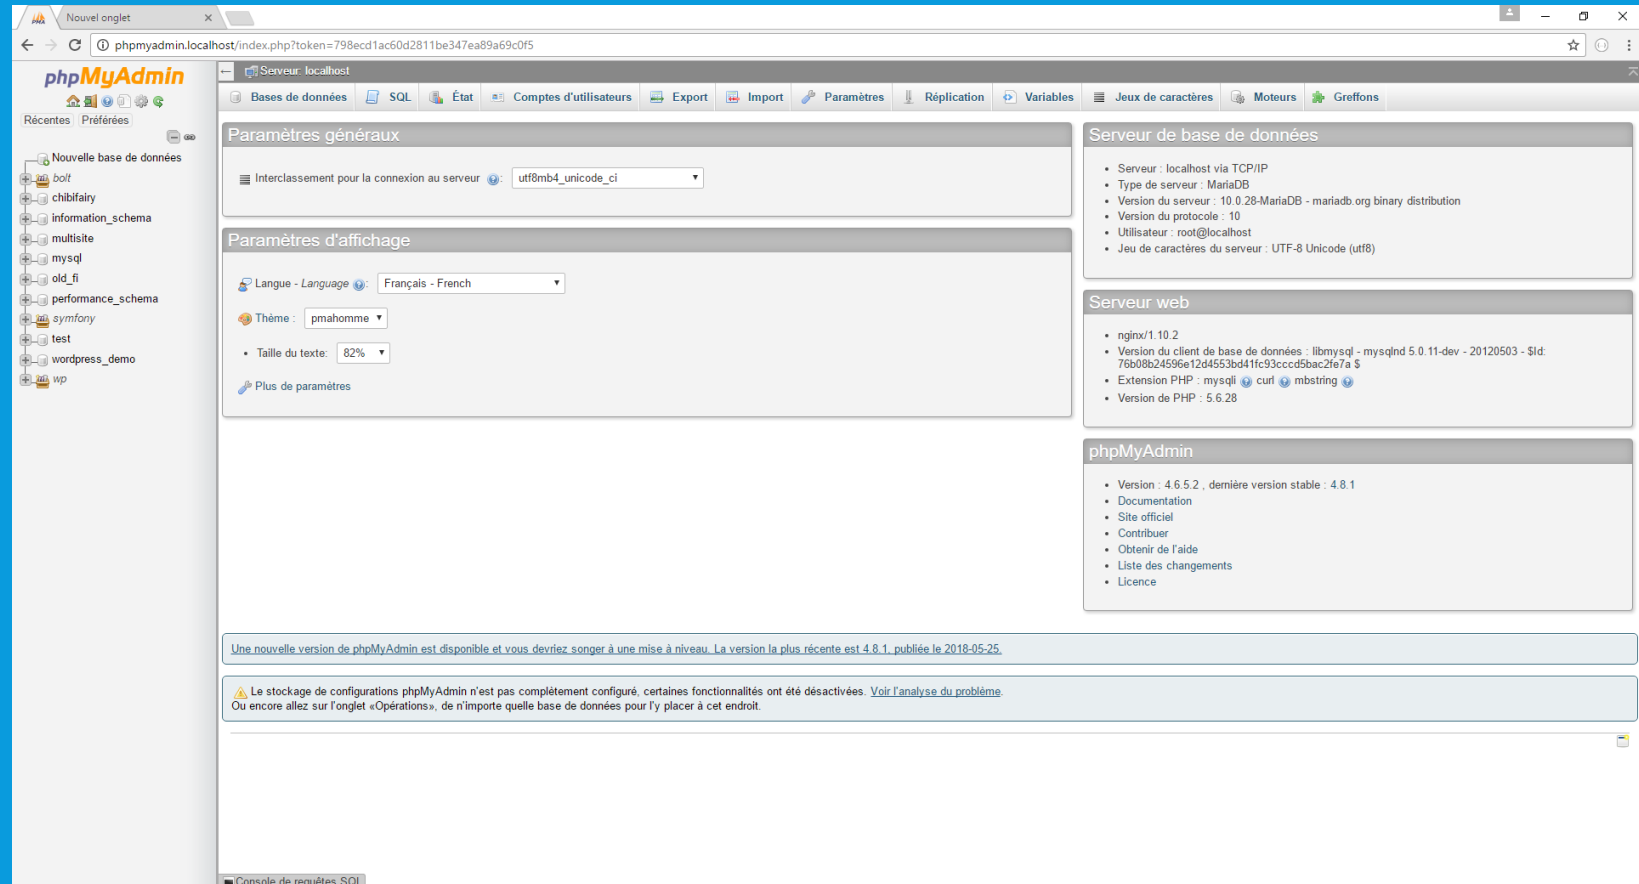 Nouvel onglet
phpmyadmin.localhost/index.php?token=798ecd1ac60d2811be347ea89a69c0f5
phpMyAdmin
Récentes Préférées
Nouvelle base de données
bolt
chibifairy
information_schema
multisite
mysql
old_fi
performance_schema
symfony
test
wordpress_demo
wp
Serveur: localhost
Bases de données SQL État Comptes d'utilisateurs Export Import Paramètres Réplication Variables Jeux de caractères Moteurs Greffons
Paramètres généraux
Interclassement pour la connexion au serveur : utf8mb4_unicode_ci
Paramètres d'affichage
Langue - Language : Français - French
Thème : pmahomme
Taille du texte: 82%
Plus de paramètres
Serveur de base de données
Serveur : localhost via TCP/IP
Type de serveur : MariaDB
Version du serveur : 10.0.28-MariaDB - mariadb.org binary distribution
Version du protocole : 10
Utilisateur : root@localhost
Jeu de caractères du serveur : UTF-8 Unicode (utf8)
Serveur web
nginx/1.10.2
Version du client de base de données : libmysql - mysqlnd 5.0.11-dev - 20120503 - $Id:
76b08b24596e12d4553bd41fc93cccd5bac2fe7a $
Extension PHP : mysqli curl mbstring
Version de PHP : 5.6.28
phpMyAdmin
Version : 4.6.5.2 , dernière version stable : 4.8.1
Documentation
Site officiel
Contribuer
Obtenir de l'aide
Liste des changements
Licence
Une nouvelle version de phpMyAdmin est disponible et vous devriez songer à une mise à niveau. La version la plus récente est 4.8.1, publiée le 2018-05-25.
Le stockage de configurations phpMyAdmin n'est pas complètement configuré, certaines fonctionnalités ont été désactivées. Voir l'analyse du problème.
Ou encore allez sur l'onglet «Opérations», de n'importe quelle base de données pour l'y placer à cet endroit.
Console de requêtes SQL